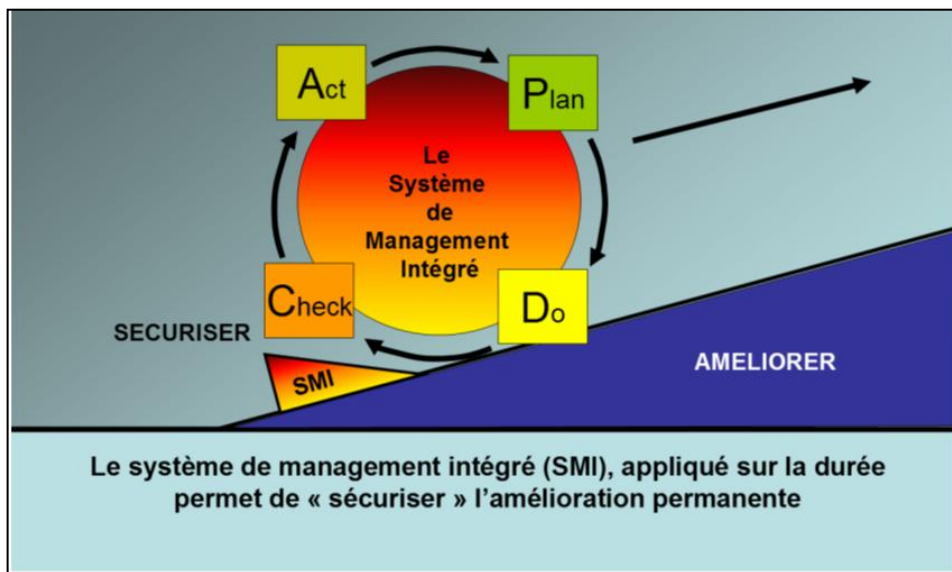 Act
Plan
Le
Système
de
Management
Intégré
Check
Do
SECURISER
SMI
AMELIORER
Le système de management intégré (SMI), appliqué sur la durée
permet de « sécuriser » l’amélioration permanente